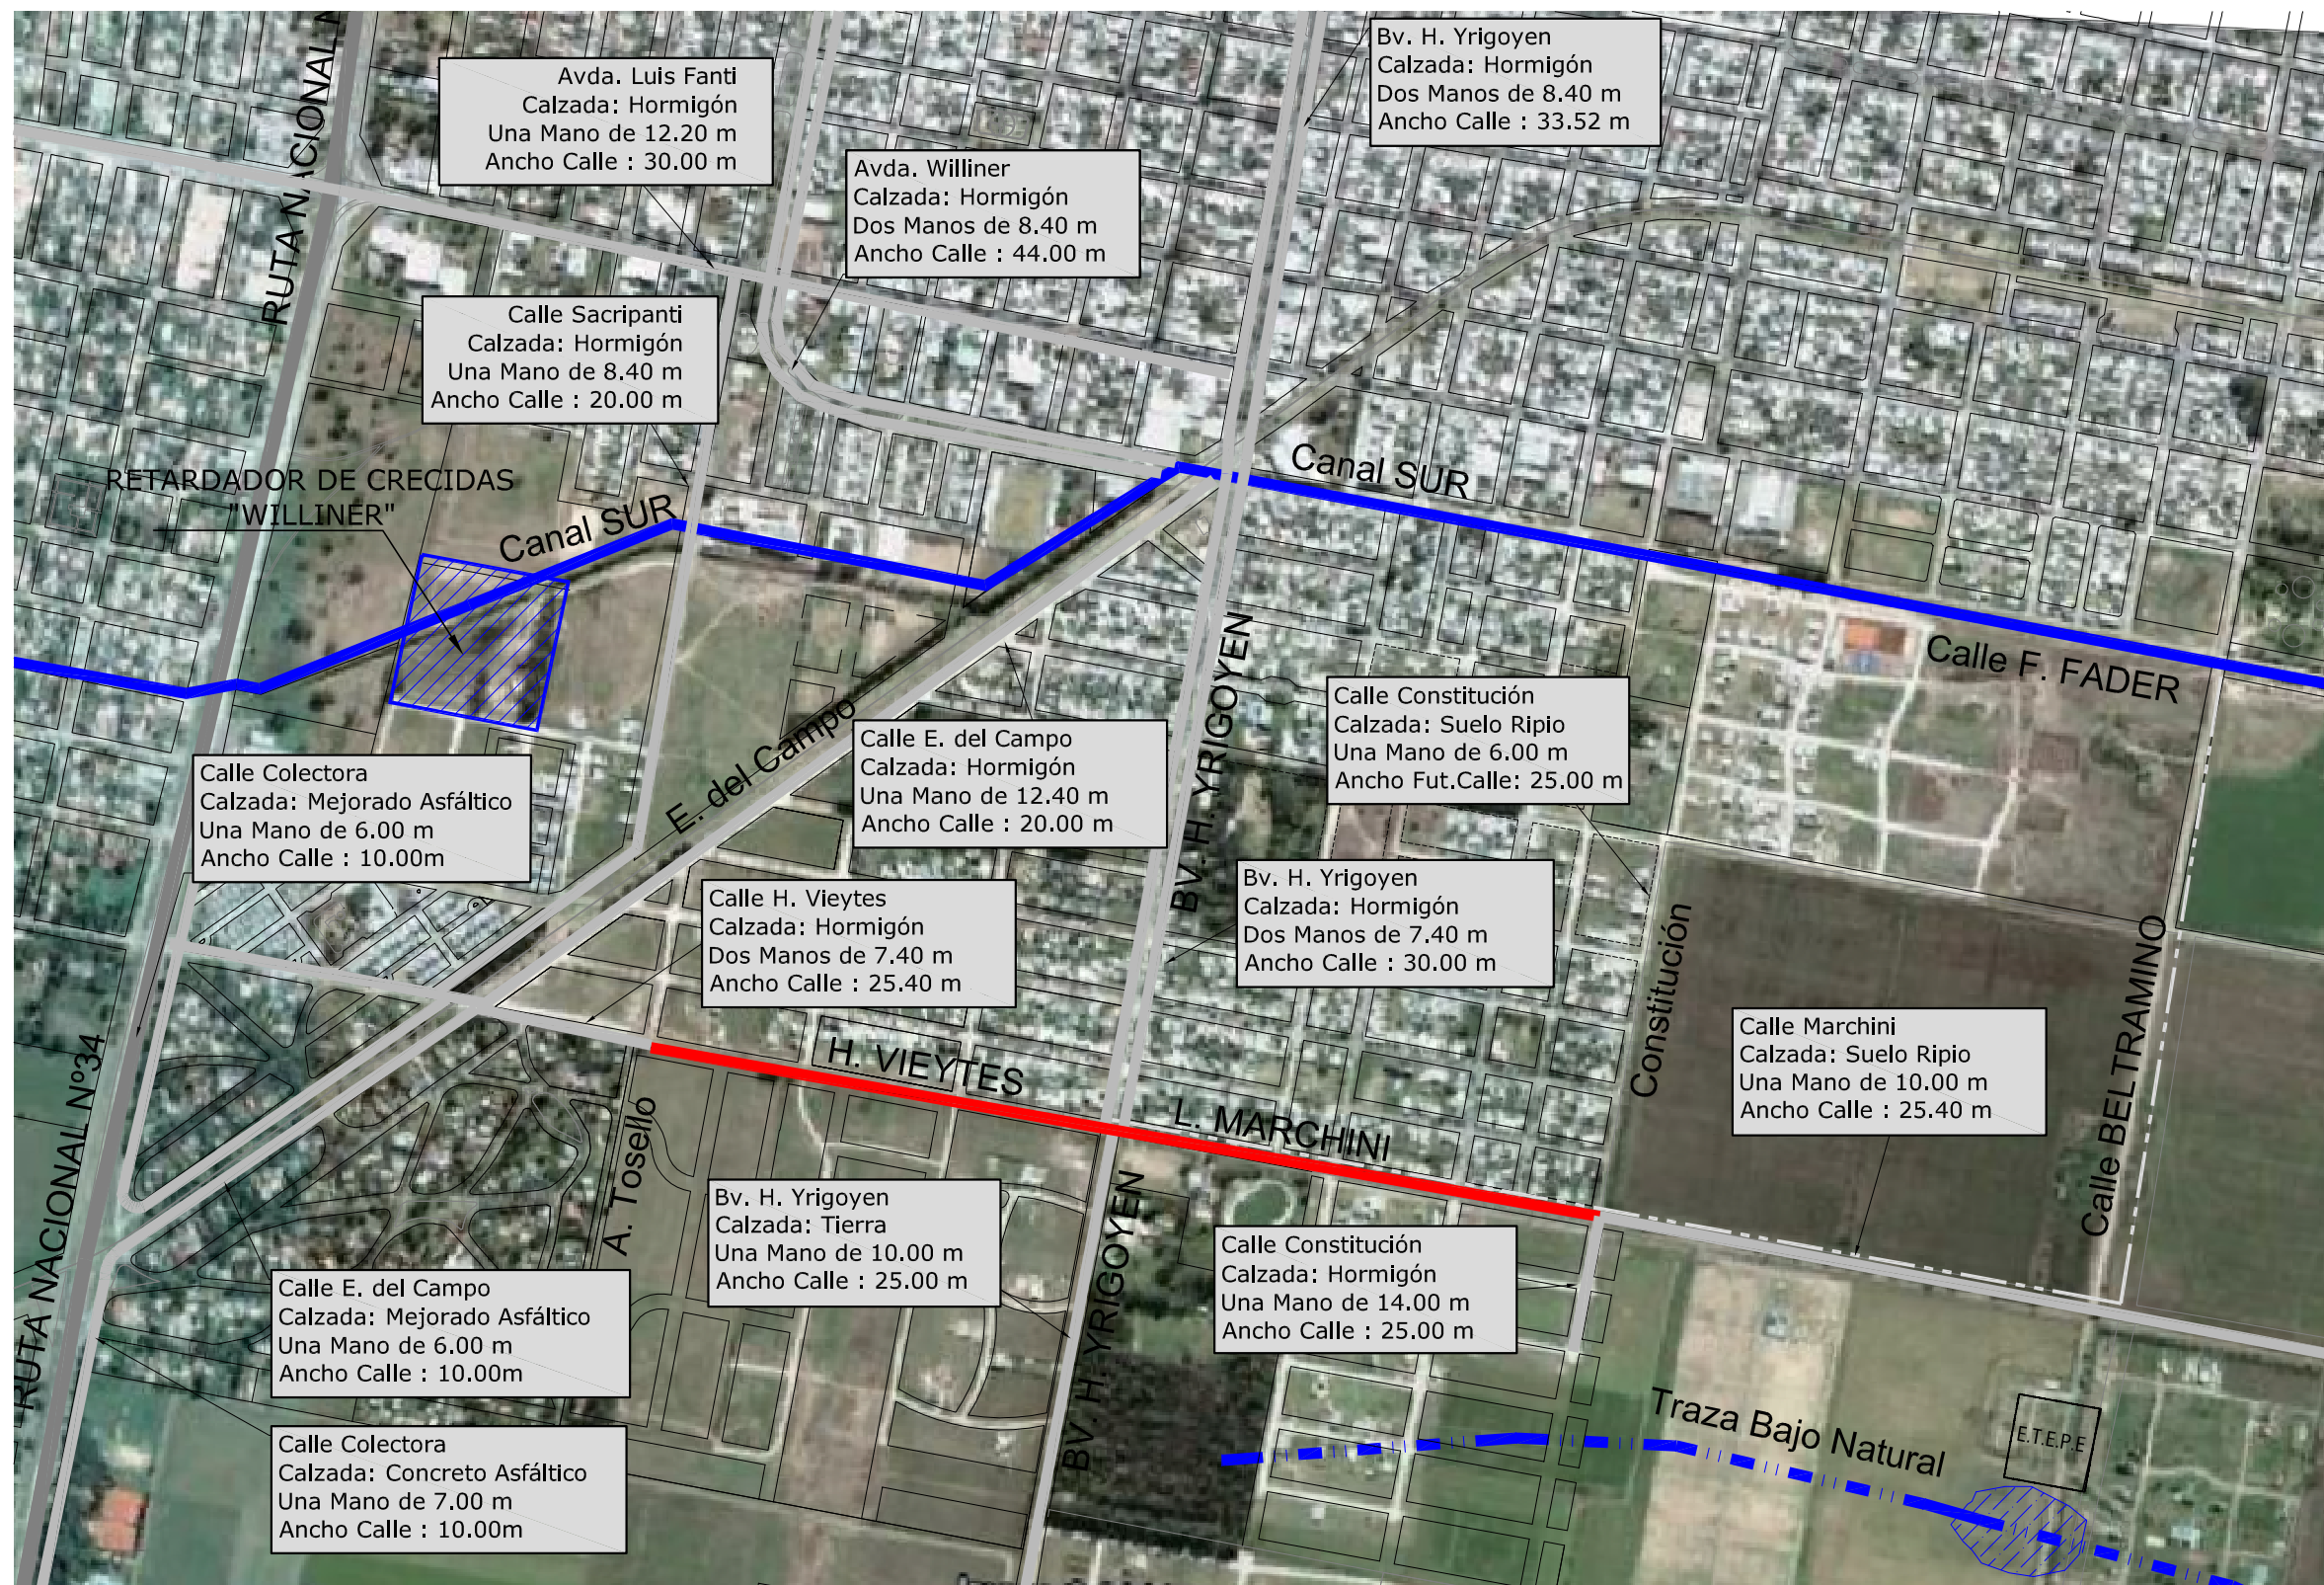 RUTA NACIONAL N
Avda. Luis Fanti
Calzada: Hormigón
Una Mano de 12.20 m
Ancho Calle : 30.00 m
Bv. H. Yrigoyen
Calzada: Hormigón
Dos Manos de 8.40 m
Ancho Calle : 33.52 m
Avda. Williner
Calzada: Hormigón
Dos Manos de 8.40 m
Ancho Calle : 44.00 m
Calle Sacripanti
Calzada: Hormigón
Una Mano de 8.40 m
Ancho Calle : 20.00 m
RETARDADOR DE CRECIDAS
"WILLINER"
Canal SUR
Canal SUR
Calle F. FADER
BV. H. YRIGOYEN
E. del Campo
Calle Constitución
Calzada: Suelo Ripio
Una Mano de 6.00 m
Ancho Fut.Calle: 25.00 m
Calle E. del Campo
Calzada: Hormigón
Una Mano de 12.40 m
Ancho Calle : 20.00 m
Calle Colectora
Calzada: Mejorado Asfáltico
Una Mano de 6.00 m
Ancho Calle : 10.00m
Calle H. Vieytes
Calzada: Hormigón
Dos Manos de 7.40 m
Ancho Calle : 25.40 m
Bv. H. Yrigoyen
Calzada: Hormigón
Dos Manos de 7.40 m
Ancho Calle : 30.00 m
Constitución
Calle BELTRAMINO
Calle Marchini
Calzada: Suelo Ripio
Una Mano de 10.00 m
Ancho Calle : 25.40 m
RUTA NACIONAL Nº34
H. VIEYTES
L. MARCHINI
A. Tosello
Bv. H. Yrigoyen
Calzada: Tierra
Una Mano de 10.00 m
Ancho Calle : 25.00 m
BV. H. YRIGOYEN
Calle Constitución
Calzada: Hormigón
Una Mano de 14.00 m
Ancho Calle : 25.00 m
Calle E. del Campo
Calzada: Mejorado Asfáltico
Una Mano de 6.00 m
Ancho Calle : 10.00m
Traza Bajo Natural
E.T.E.P.E
Calle Colectora
Calzada: Concreto Asfáltico
Una Mano de 7.00 m
Ancho Calle : 10.00m